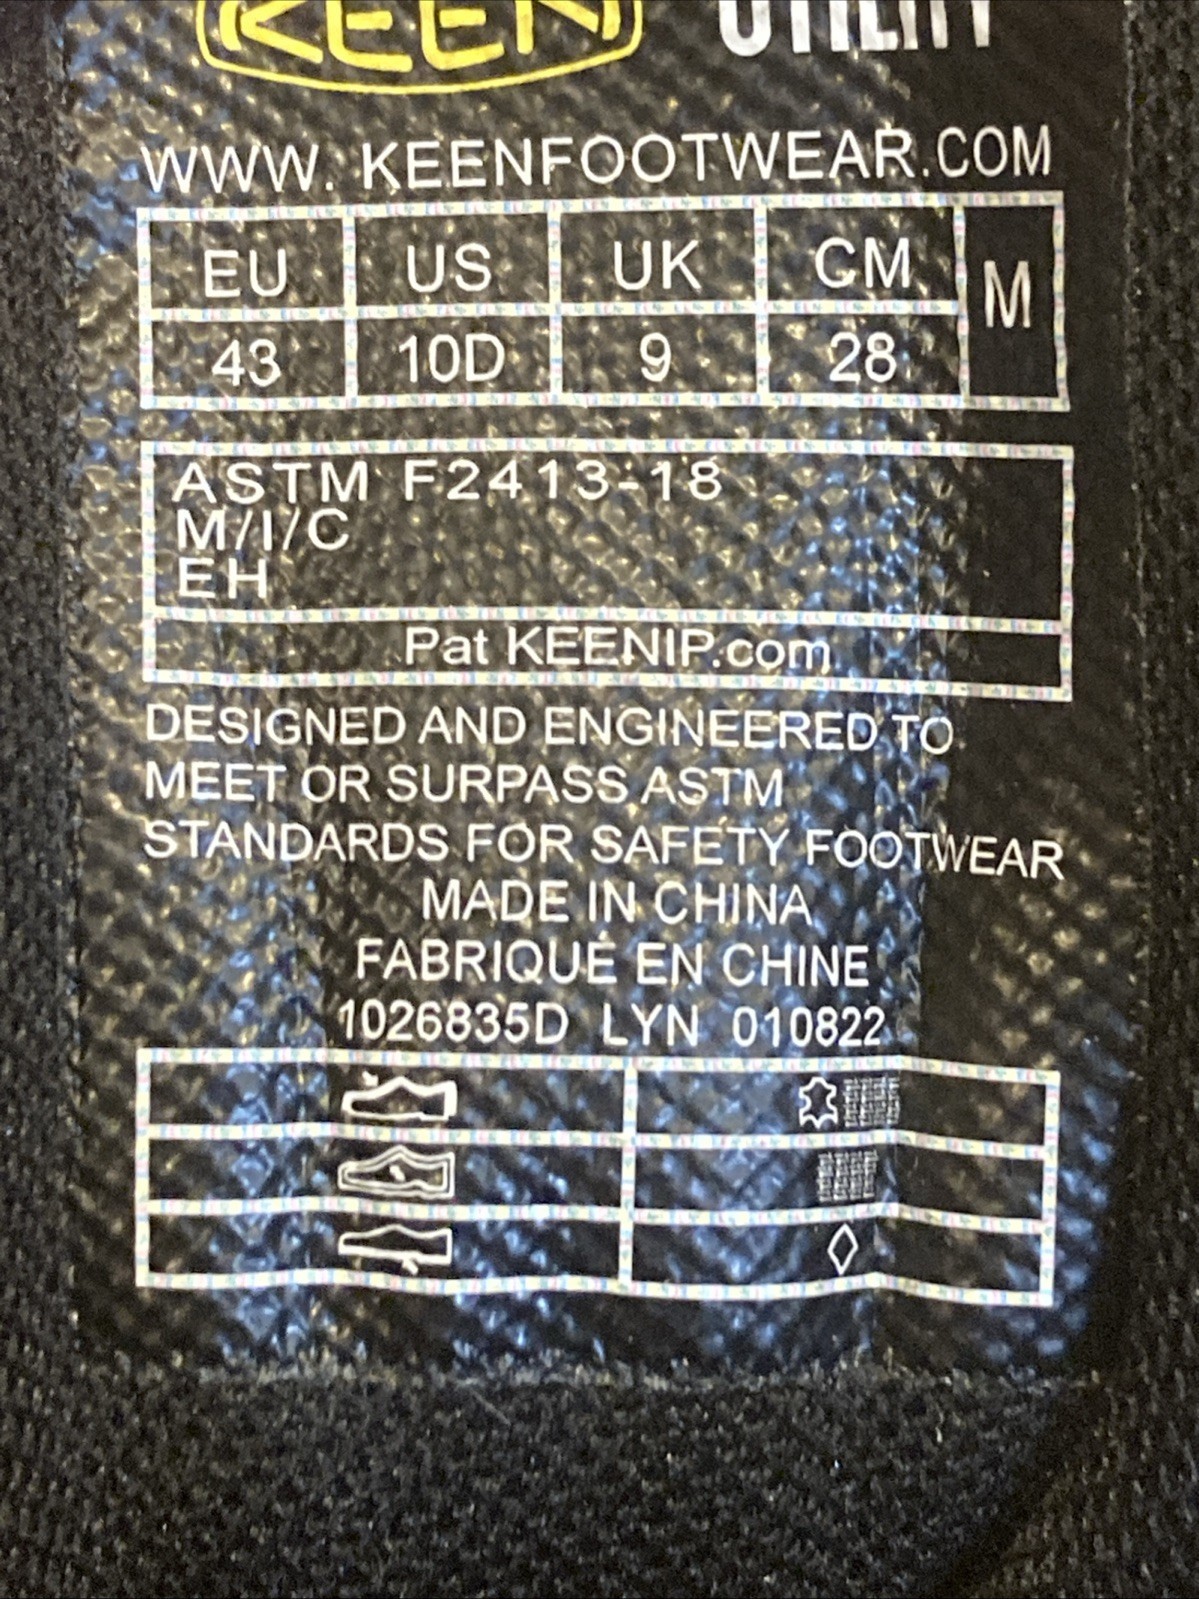 KEEN UTILITY
WWW. KEENFOOTWEAR.COM
EU US UK CM M
43 10D 9 28
ASTM F2413-18
M/I/C
EH
Pat KEENIP.com
DESIGNED AND ENGINEERED TO
MEET OR SURPASS ASTM
STANDARDS FOR SAFETY FOOTWEAR
MADE IN CHINA
FABRIQUÉ EN CHINE
1026835D LYN 010822